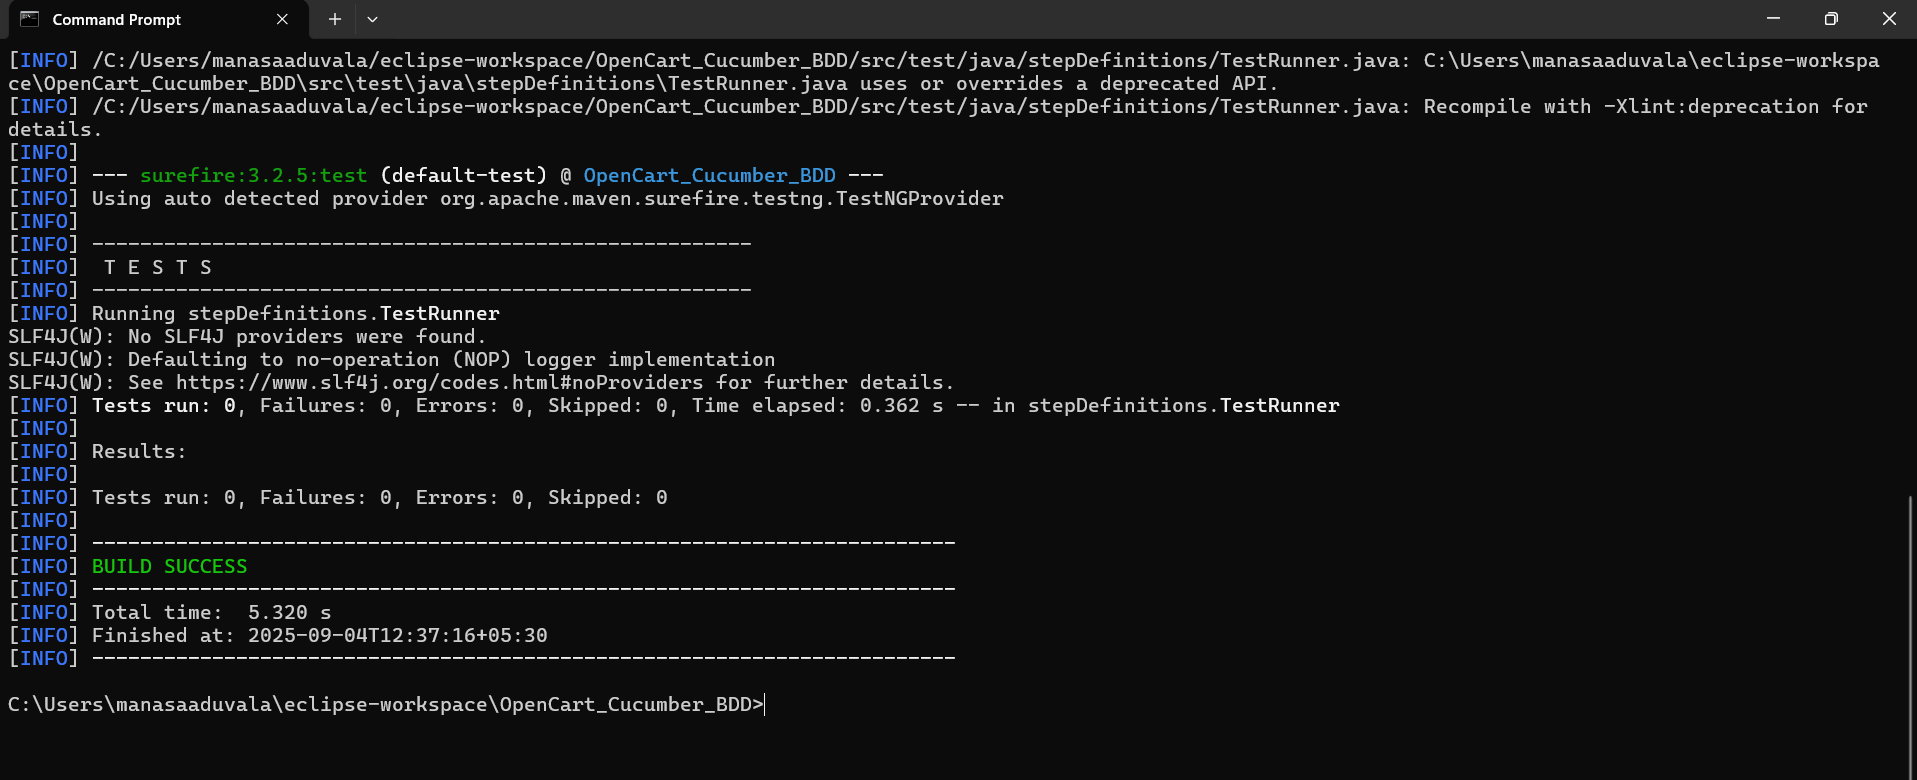 Command Prompt
[INFO] /C:/Users/manasaaduvala/eclipse-workspace/OpenCart_Cucumber_BDD/src/test/java/stepDefinitions/TestRunner.java: C:\Users\manasaaduvala\eclipse-workspa
ce\OpenCart_Cucumber_BDD\src\test\java\stepDefinitions\TestRunner.java uses or overrides a deprecated API.
[INFO] /C:/Users/manasaaduvala/eclipse-workspace/OpenCart_Cucumber_BDD/src/test/java/stepDefinitions/TestRunner.java: Recompile with -Xlint:deprecation for
details.
[INFO]
[INFO] --- surefire:3.2.5:test (default-test) @ OpenCart_Cucumber_BDD ---
[INFO] Using auto detected provider org.apache.maven.surefire.testng.TestNGProvider
[INFO]
[INFO] -------------------------------------------------------
[INFO]  T E S T S
[INFO] -------------------------------------------------------
[INFO] Running stepDefinitions.TestRunner
SLF4J(W): No SLF4J providers were found.
SLF4J(W): Defaulting to no-operation (NOP) logger implementation
SLF4J(W): See https://www.slf4j.org/codes.html#noProviders for further details.
[INFO] Tests run: 0, Failures: 0, Errors: 0, Skipped: 0, Time elapsed: 0.362 s -- in stepDefinitions.TestRunner
[INFO]
[INFO] Results:
[INFO]
[INFO] Tests run: 0, Failures: 0, Errors: 0, Skipped: 0
[INFO]
[INFO] ------------------------------------------------------------------------
[INFO] BUILD SUCCESS
[INFO] ------------------------------------------------------------------------
[INFO] Total time:  5.320 s
[INFO] Finished at: 2025-09-04T12:37:16+05:30
[INFO] ------------------------------------------------------------------------
C:\Users\manasaaduvala\eclipse-workspace\OpenCart_Cucumber_BDD>